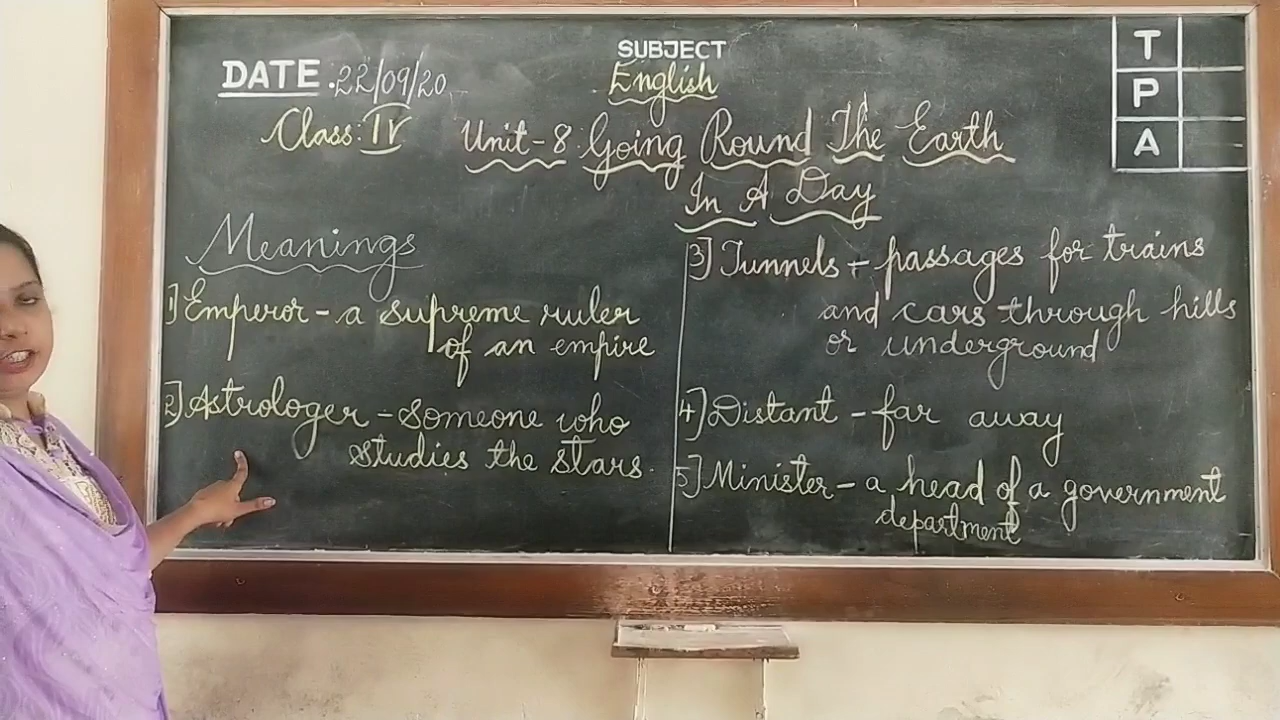 SUBJECT
DATE. 22/09/20
English
Class: IV
Unit-8: Going Round The Earth
In A Day
T
P
A
Meanings
1] Emperor - a supreme ruler
of an empire
2] Astrologer - someone who
studies the stars.
3] Tunnels - passages for trains
and cars through hills
or underground
4] Distant - far away
5] Minister - a head of a government
department